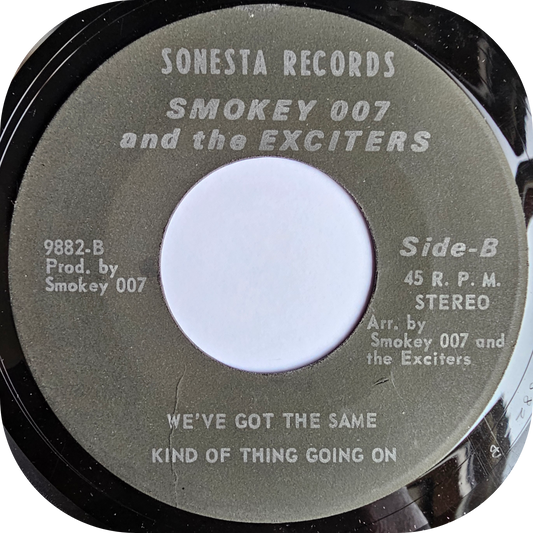 SONESTA RECORDS
SMOKEY 007
and the EXCITERS
9882-B
Prod. by
Smokey 007
Side-B
45 R. P. M.
STEREO
Arr. by
Smokey 007 and
the Exciters
WE'VE GOT THE SAME
KIND OF THING GOING ON